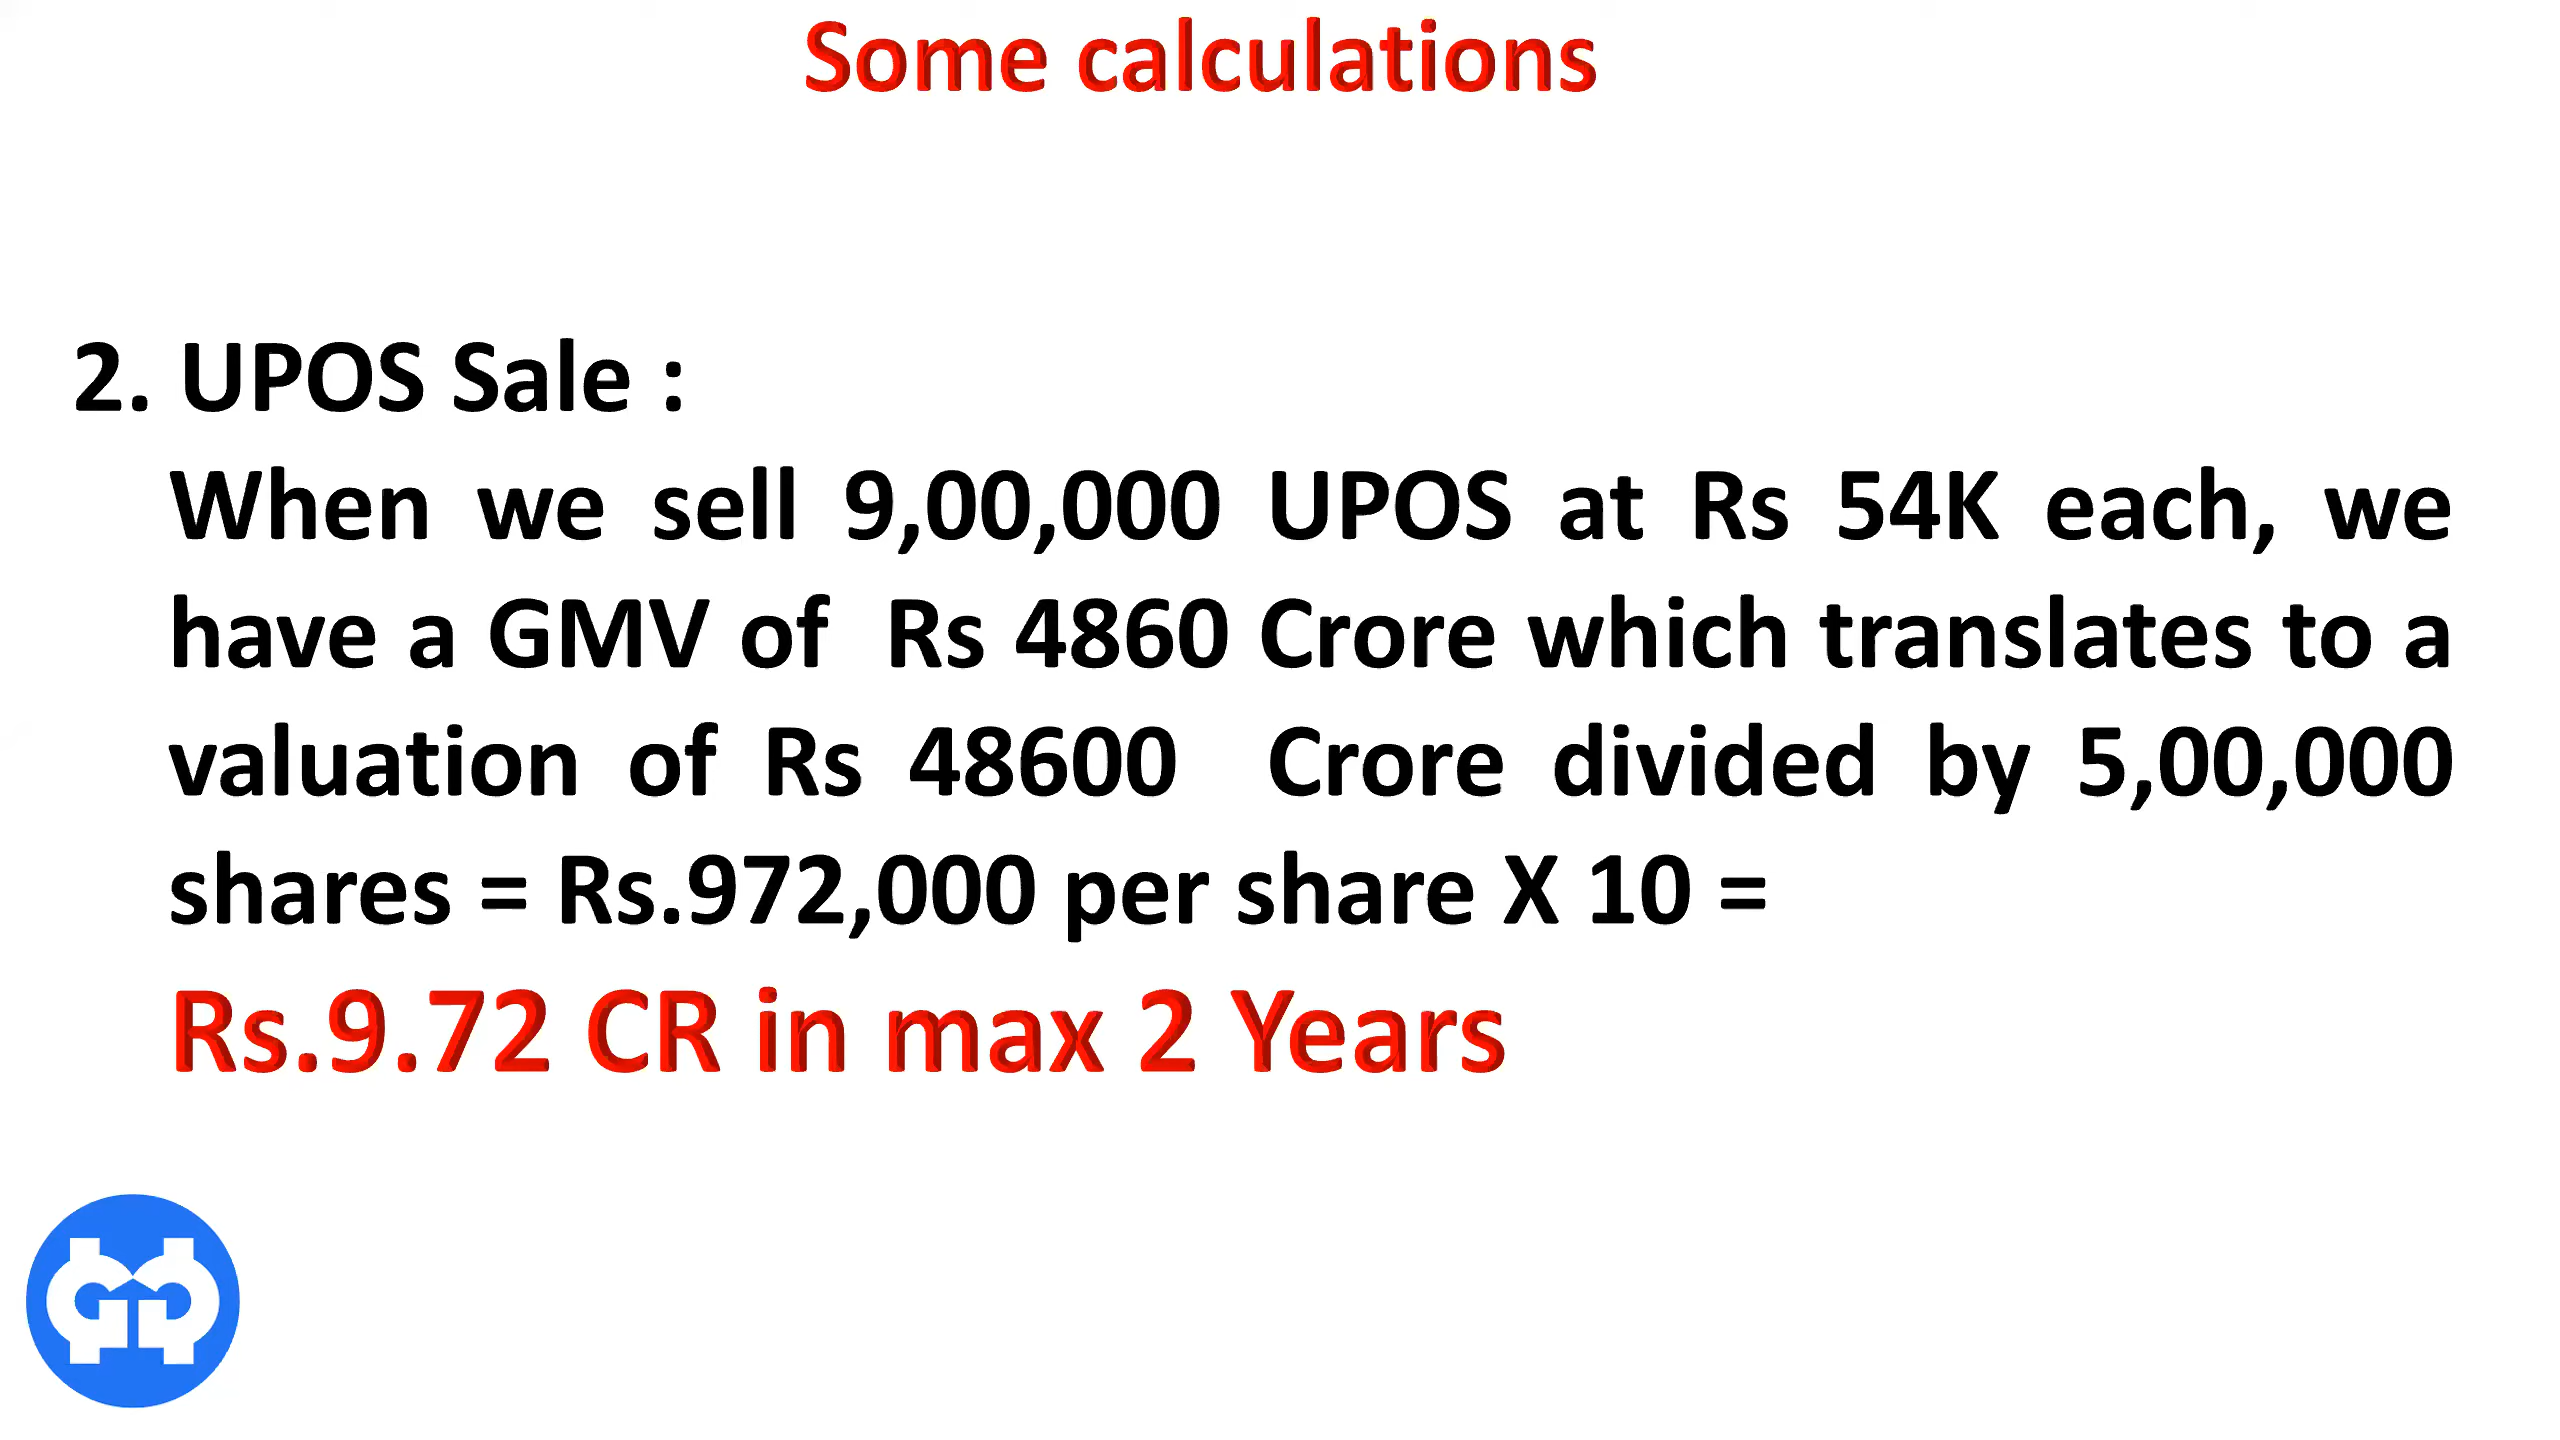 Some calculations
2. UPOS Sale :
When we sell 9,00,000 UPOS at Rs 54K each, we
have a GMV of Rs 4860 Crore which translates to a
valuation of Rs 48600 Crore divided by 5,00,000
shares = Rs.972,000 per share X 10 =
Rs.9.72 CR in max 2 Years